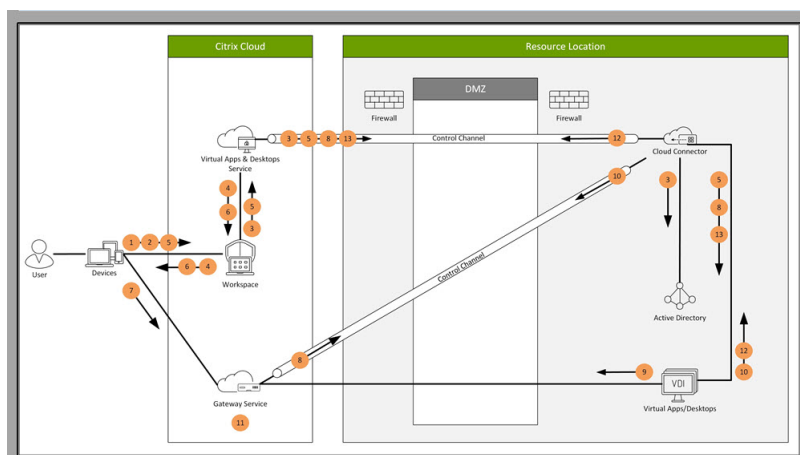 Citrix Cloud
Resource Location
DMZ
Firewall
Firewall
3 5 8 13
Control Channel
12
Virtual Apps & Desktops
Service
Cloud Connector
4
6
5
3
10
3
5
8
13
1 2 5
User
Devices
6 4
Workspace
Control Channel
7
Active Directory
8
12
10
9
VDI
Gateway Service
Virtual Apps/Desktops
11